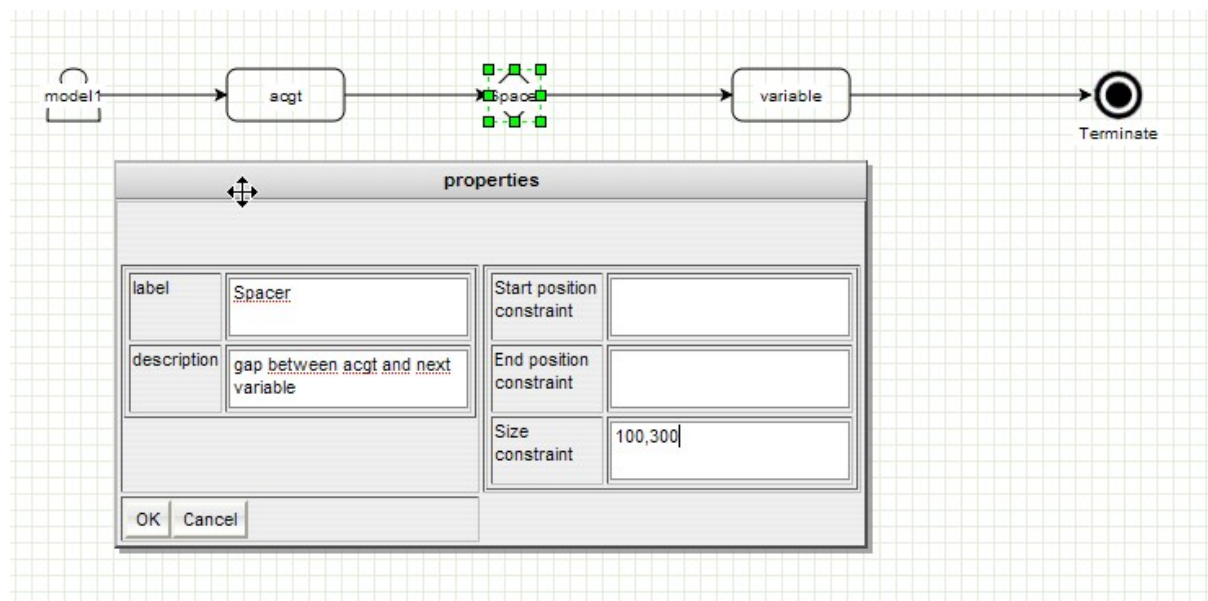 model1
acgt
Space
variable
Terminate
properties
label
Spacer
Start position
constraint
description
gap between acgt and next
variable
End position
constraint
Size
constraint
100,300
OK
Cancel